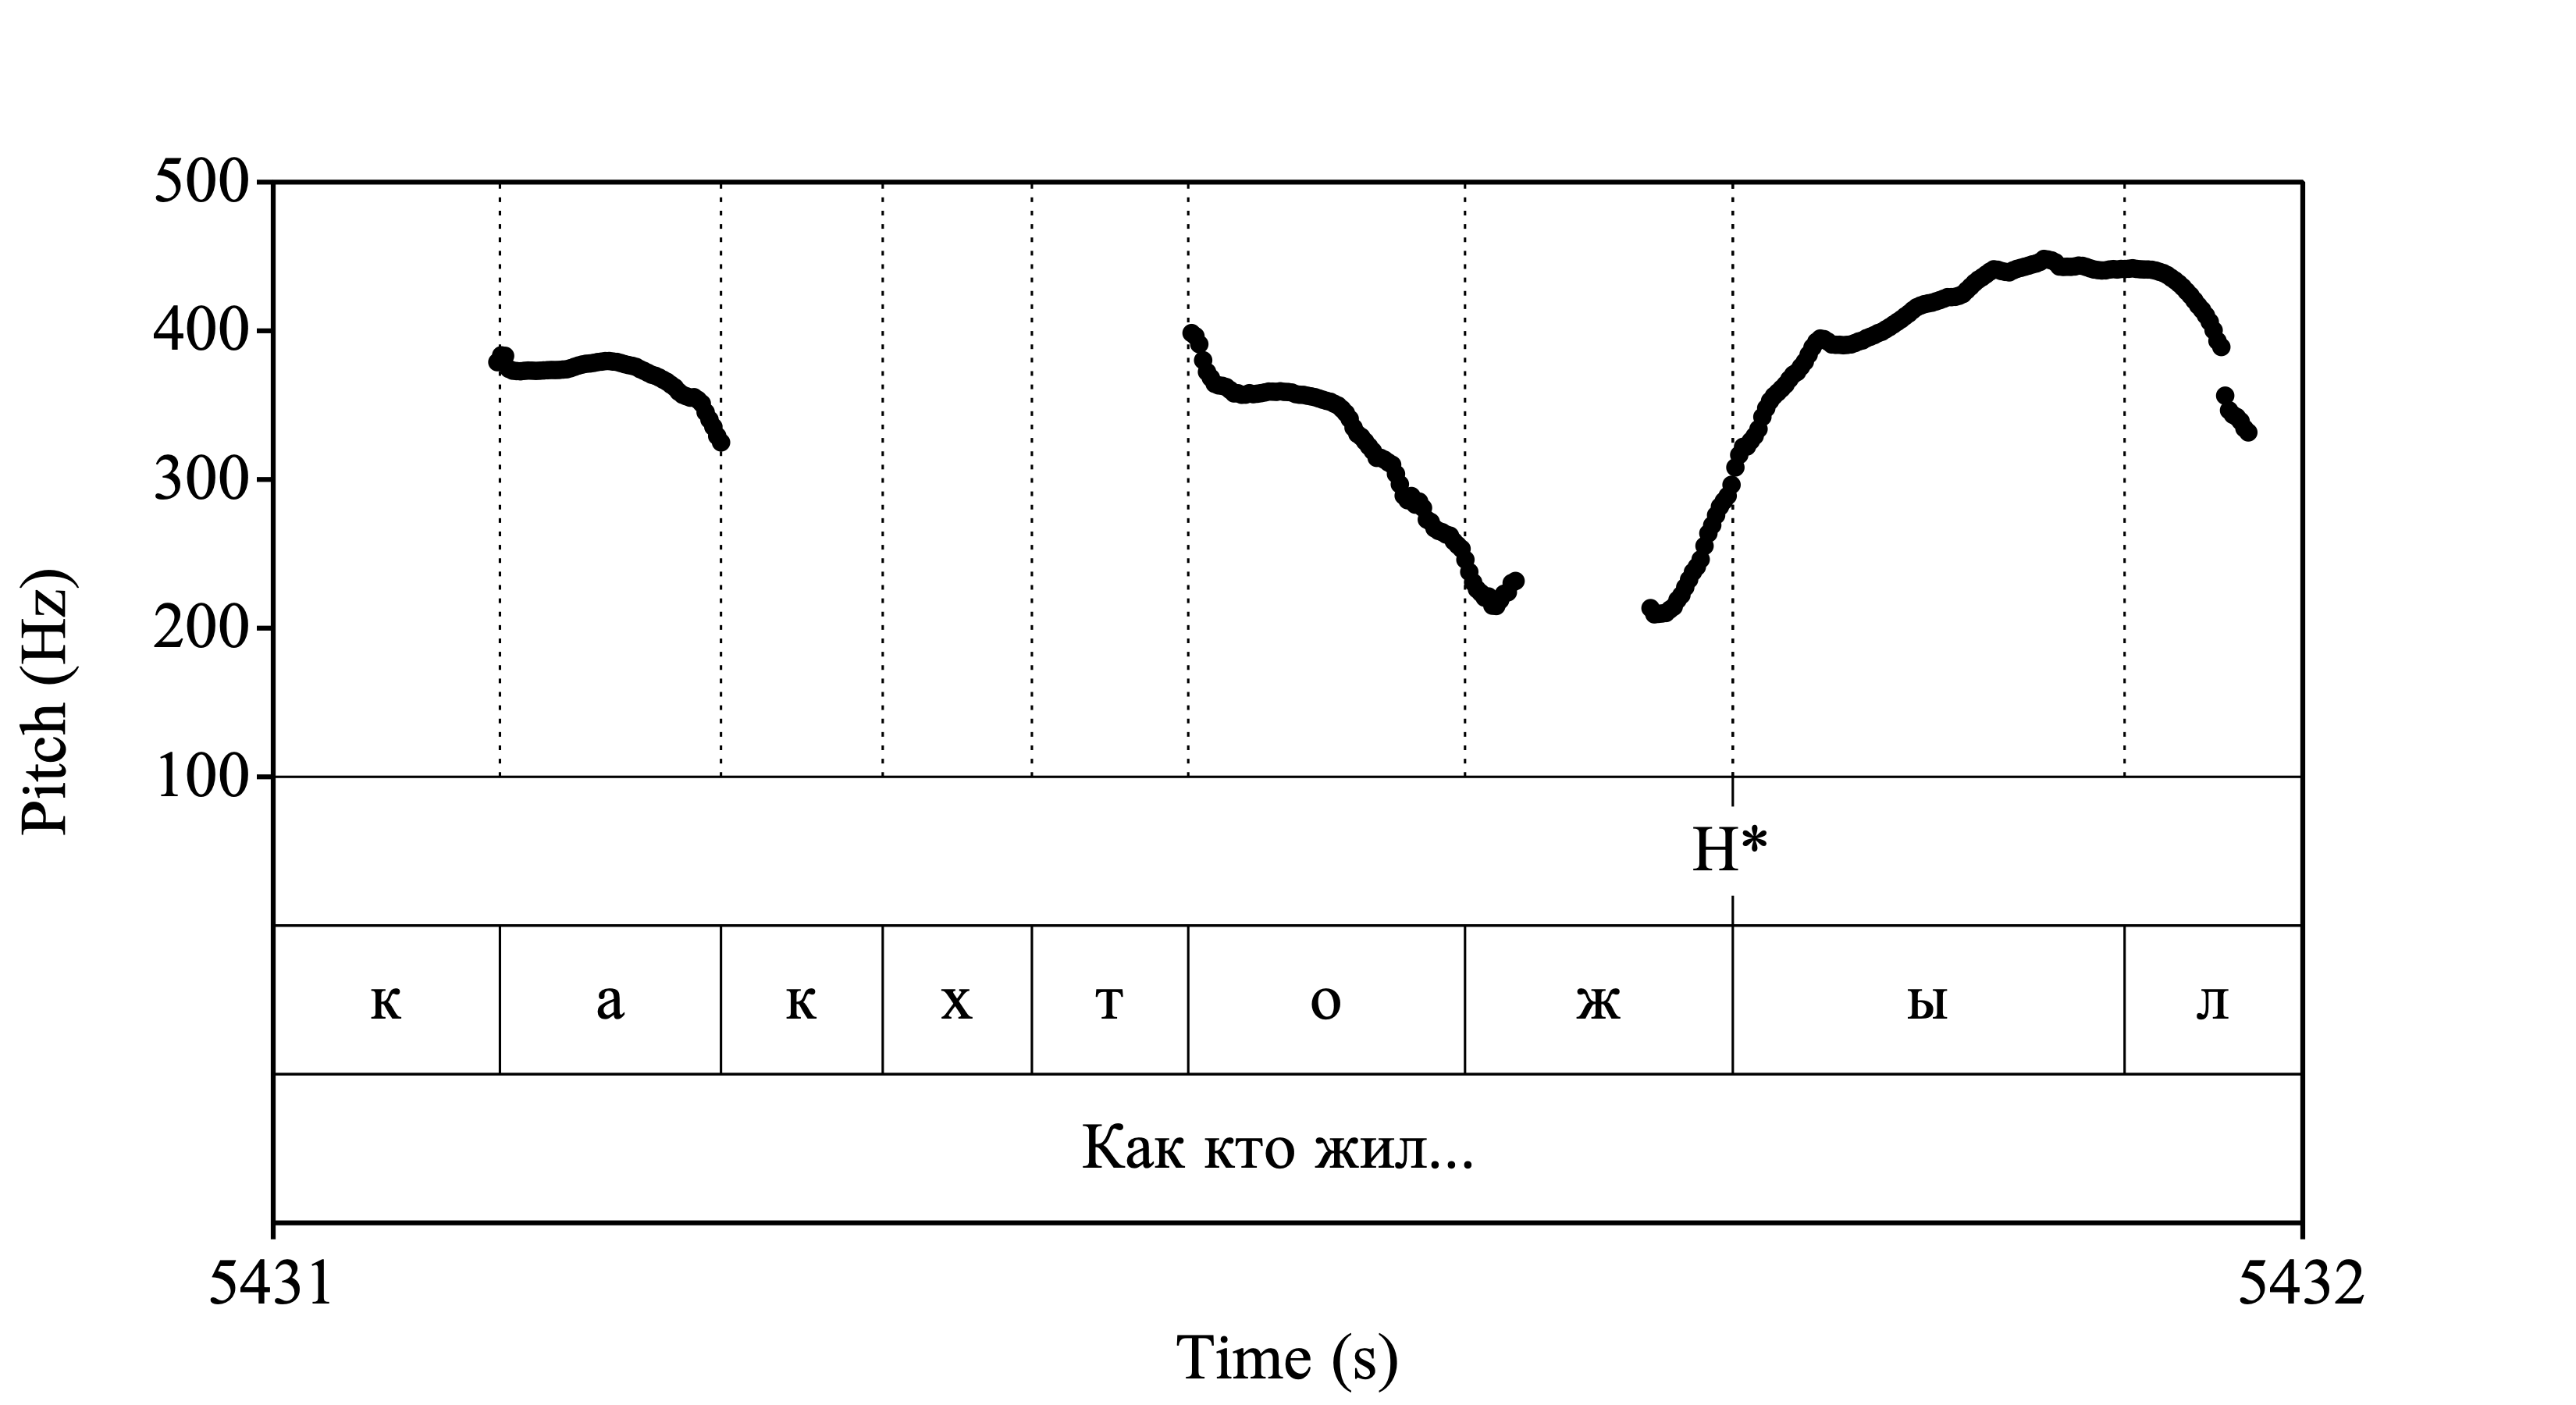 500
400
300
200
100
Pitch (Hz)
H*
к а к х т о ж ы л
Как кто жил...
5431 5432
Time (s)